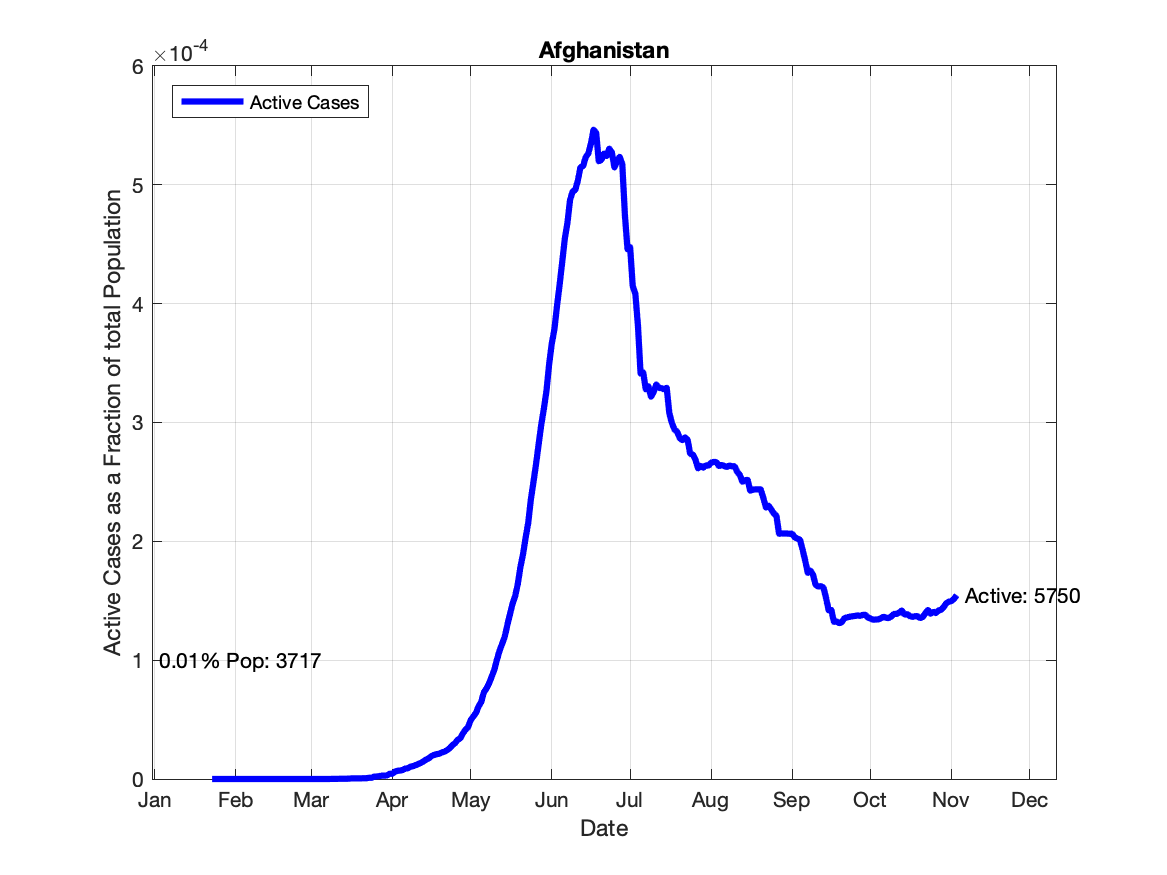 Afghanistan
×10-4
Active Cases
6
5
4
3
2
1
0
Active Cases as a Fraction of total Population
0.01% Pop: 3717
Active: 5750
Jan Feb Mar Apr May Jun Jul Aug Sep Oct Nov Dec
Date